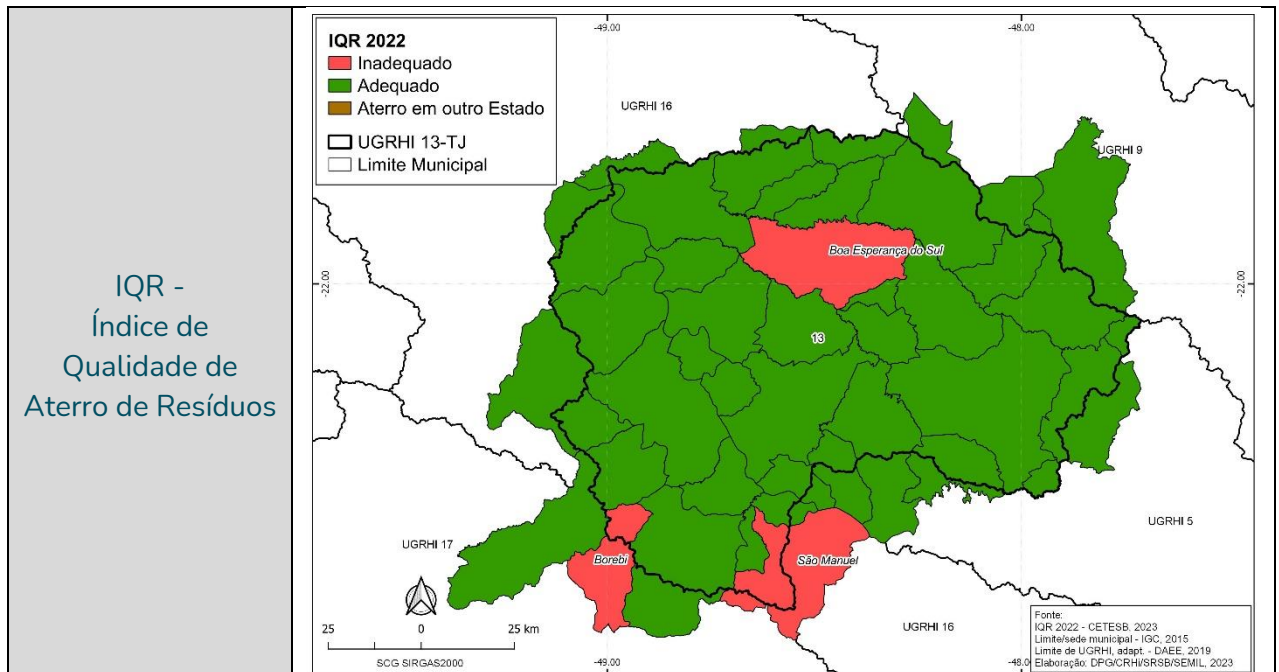 IQR -
Índice de
Qualidade de
Aterro de Resíduos
IQR 2022
Inadequado
Adequado
Aterro em outro Estado
UGRHI 13-TJ
Limite Municipal
-49.00
-48.00
UGRHI 16
UGRHI 9
Boa Esperança do Sul
-22.00
-22.00
13
UGRHI 17
Borebi
São Manuel
UGRHI 5
UGRHI 16
25 0 25 km
SCG SIRGAS2000
-49.00
-48.00
Fonte:
IQR 2022 - CETESB, 2023
Limite/sede municipal - IGC, 2015
Limite de UGRHI, adapt. - DAEE, 2019
Elaboração: DPG/CRHi/SRSB/SEMIL, 2023